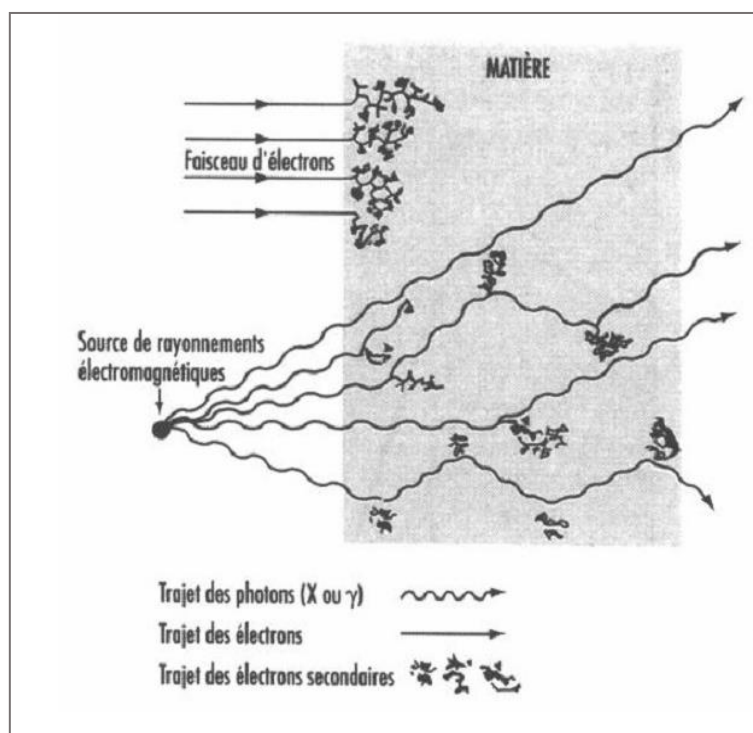 MATIÈRE
Faisceau d'électrons
Source de rayonnements
électromagnétiques
Trajet des photons (X ou γ)
Trajet des électrons
Trajet des électrons secondaires